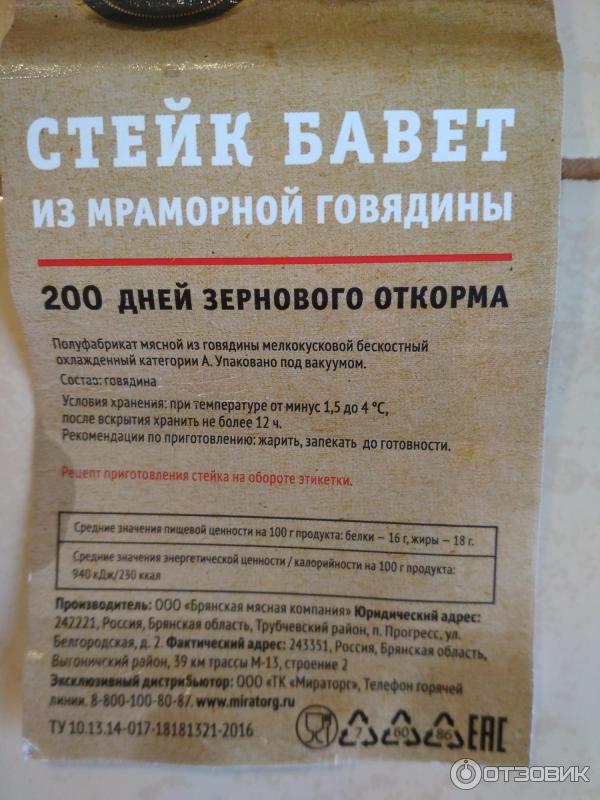 СТЕЙК БАВЕТ
ИЗ МРАМОРНОЙ ГОВЯДИНЫ
200 ДНЕЙ ЗЕРНОВОГО ОТКОРМА
Полуфабрикат мясной из говядины мелкокусковой бескостный
охлажденный категории А. Упаковано под вакуумом.
Состав: говядина
Условия хранения: при температуре от минус 1,5 до 4 °С,
после вскрытия хранить не более 12 ч.
Рекомендации по приготовлению: жарить, запекать до готовности.
Рецепт приготовления стейка на обороте этикетки.
Средние значения пищевой ценности на 100 г продукта: белки – 16 г, жиры – 18 г.
Средние значения энергетической ценности / калорийности на 100 г продукта:
940 кДж/230 ккал
Производитель: ООО «Брянская мясная компания» Юридический адрес:
242221, Россия, Брянская область, Трубчевский район, п. Прогресс, ул.
Белгородская, д. 2. Фактический адрес: 243351, Россия, Брянская область,
Выгоничский район, 39 км трассы М-13, строение 2
Эксклюзивный дистрибьютор: ООО «ТК «Мираторг», Телефон горячей
линии. 8-800-100-80-87. www.miratorg.ru
ТУ 10.13.14-017-18181321-2016
7 60 86 EAC
ОТЗОВИК